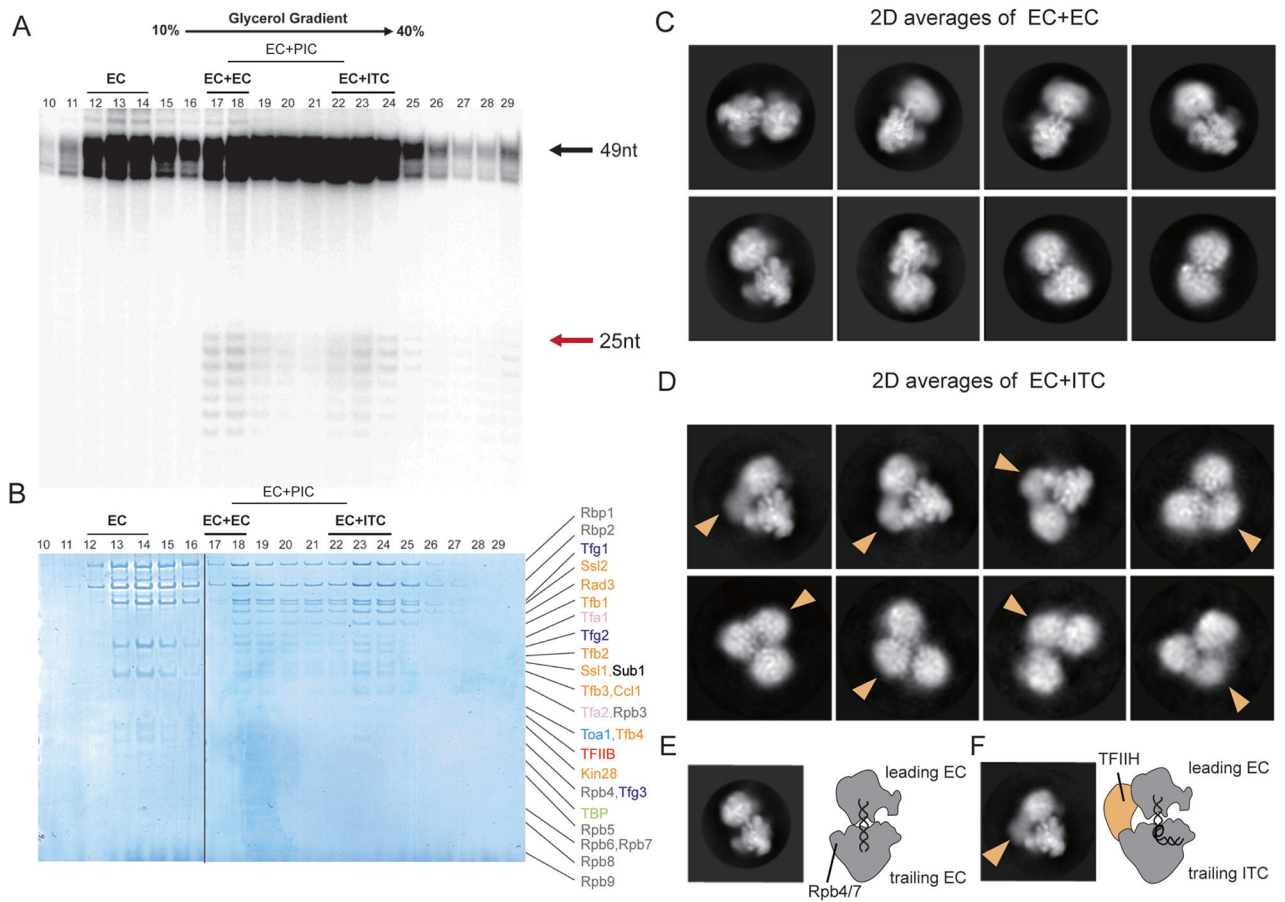 A
Glycerol Gradient
10% 40%
EC+PIC
EC EC+EC EC+ITC
10 11 12 13 14 15 16 17 18 19 20 21 22 23 24 25 26 27 28 29
49nt
25nt
B
EC+PIC
EC EC+EC EC+ITC
10 11 12 13 14 15 16 17 18 19 20 21 22 23 24 25 26 27 28 29
Rbp1
Rbp2
Tfg1
Ssl2
Rad3
Tfb1
Tfa1
Tfg2
Tfb2
Ssl1,Sub1
Tfb3,Ccl1
Tfa2,Rpb3
Toa1,Tfb4
TFIIB
Kin28
Rpb4,Tfg3
TBP
Rpb5
Rpb6,Rpb7
Rpb8
Rpb9
C
2D averages of EC+EC
D
2D averages of EC+ITC
E
leading EC
Rpb4/7
trailing EC
F
TFIIH
leading EC
trailing ITC